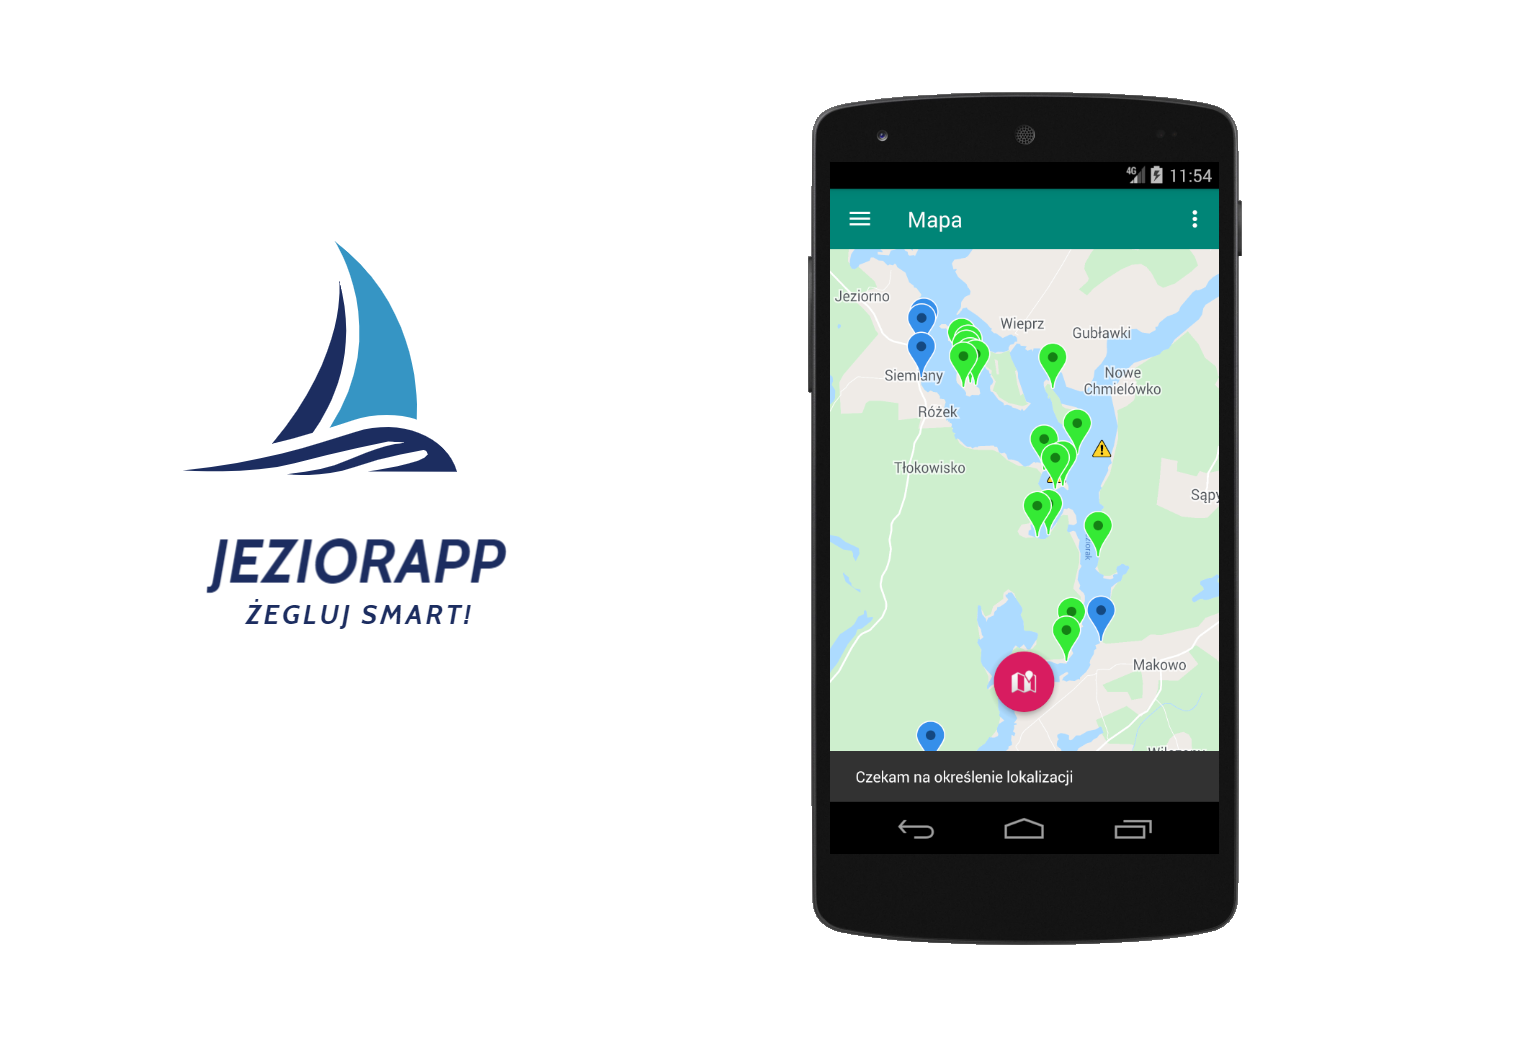 JEZIORAPP
ŻEGLUJ SMART!
4G 11:54
Mapa
Jeziorno
Wieprz
Gubławki
Siemiany
Nowe
Chmielówko
Różek
Tłokowisko
Sąpy
Makowo
Czekam na określenie lokalizacji